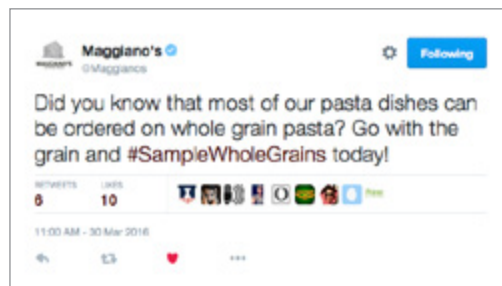 Maggiano's
@Maggianos
Following
Did you know that most of our pasta dishes can
be ordered on whole grain pasta? Go with the
grain and #SampleWholeGrains today!
RETWEETS LIKES
6 10
11:00 AM - 30 Mar 2016